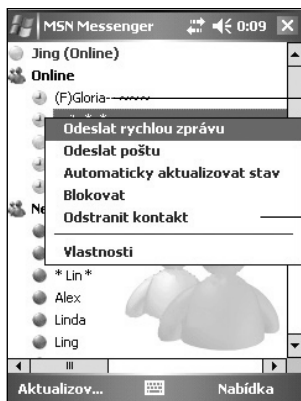 MSN Messenger 0:09
Jing (Online)
Online
(F)Gloria--~~~
Odeslat rychlou zprávu
Odeslat poštu
Automaticky aktualizovat stav
Blokovat
Odstranit kontakt
Ne
Vlastnosti
* Lin *
Alex
Linda
Ling
Aktualizov... Nabídka